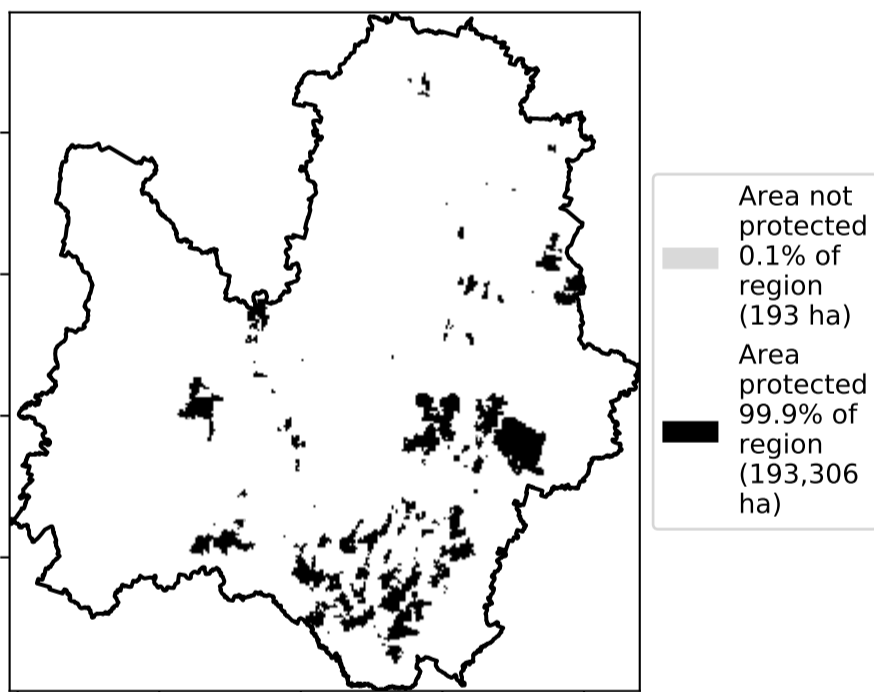 Area not
protected
0.1% of
region
(193 ha)
Area
protected
99.9% of
region
(193,306
ha)